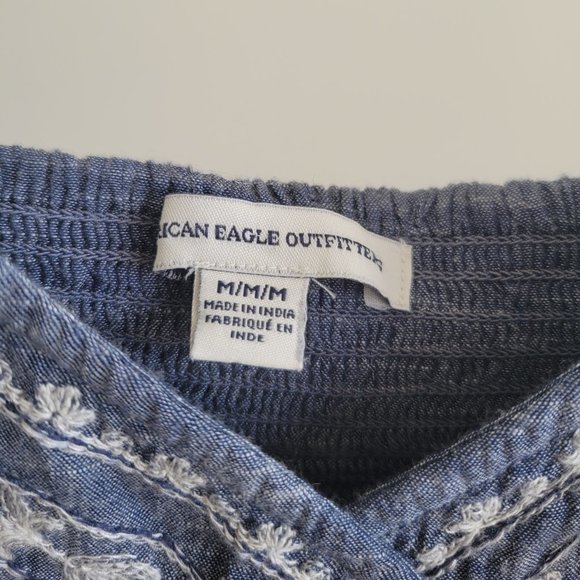 RICAN EAGLE OUTFITTERS
M/M/M
MADE IN INDIA
FABRIQUÉ EN
INDE